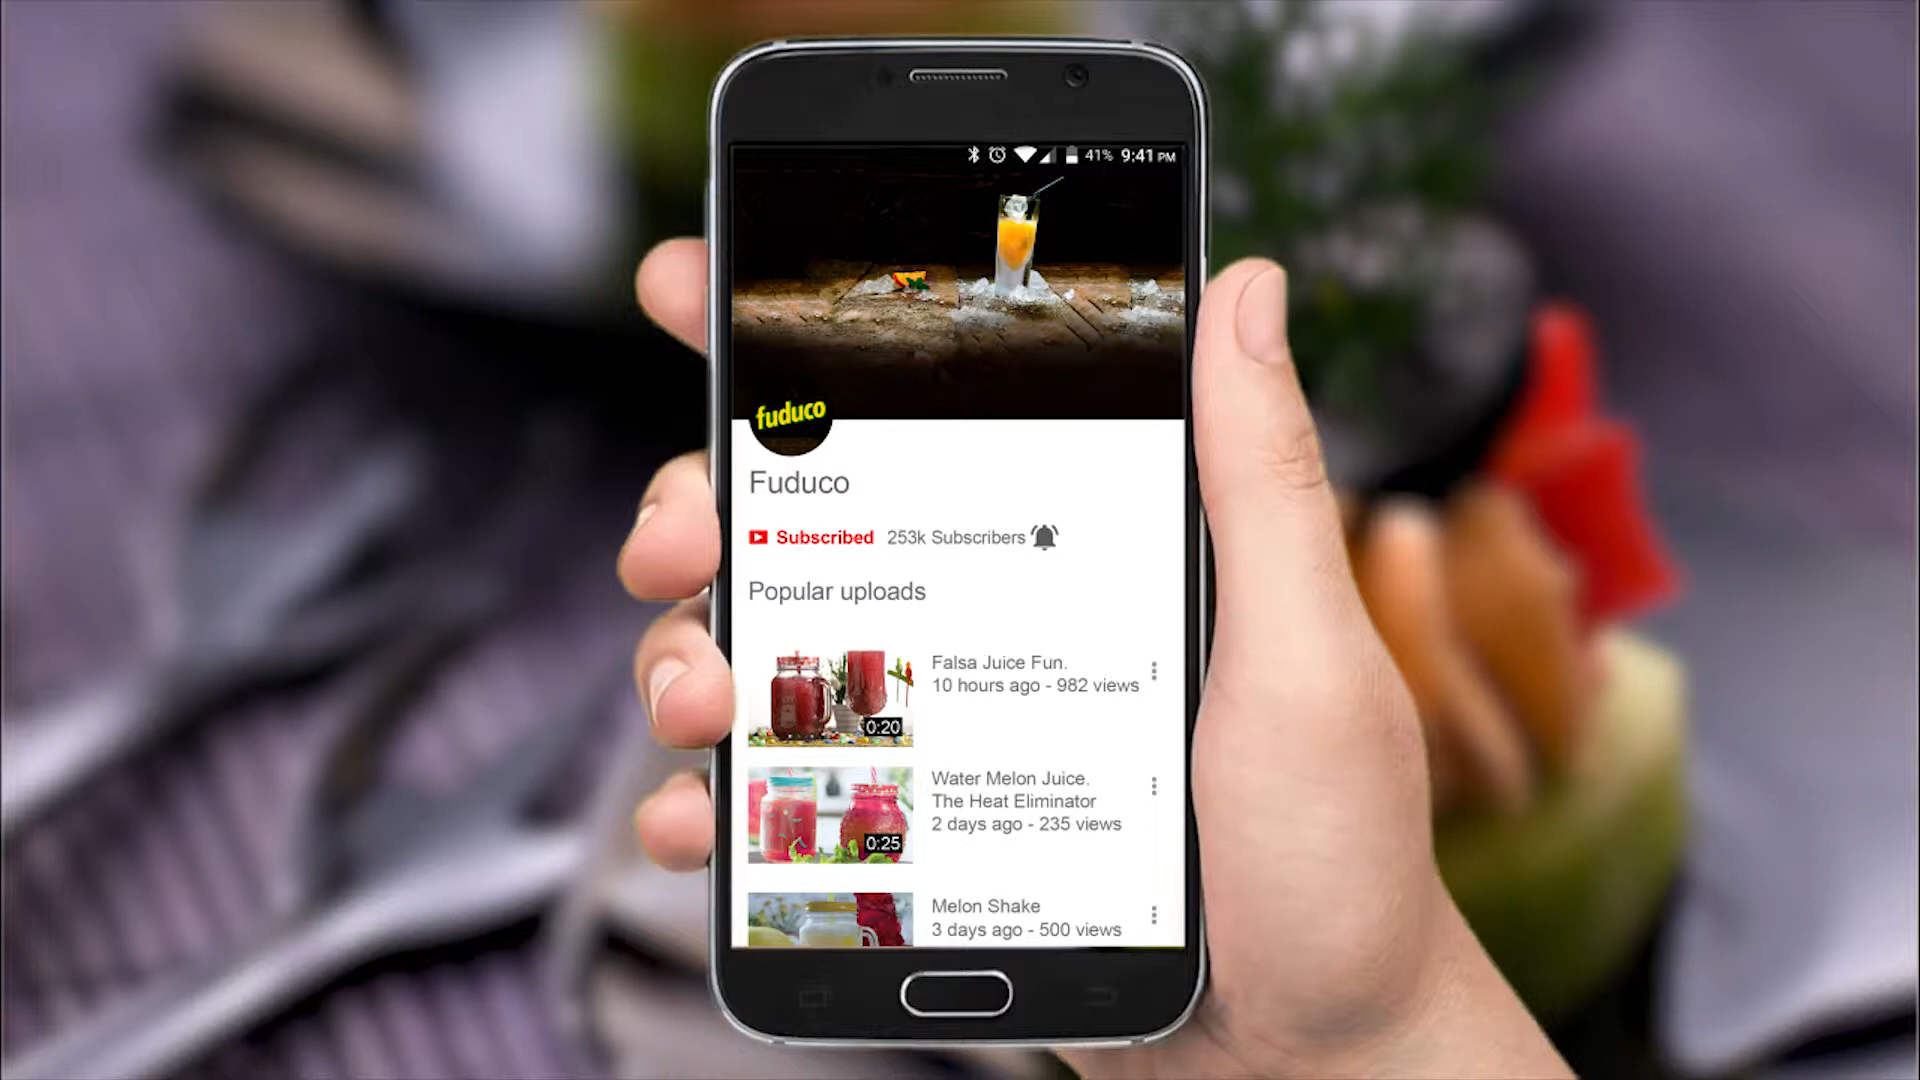 41% 9:41 PM
fuduco
Fuduco
Subscribed 253k Subscribers
Popular uploads
Falsa Juice Fun.
10 hours ago - 982 views
0:20
Water Melon Juice.
The Heat Eliminator
2 days ago - 235 views
0:25
Melon Shake
3 days ago - 500 views